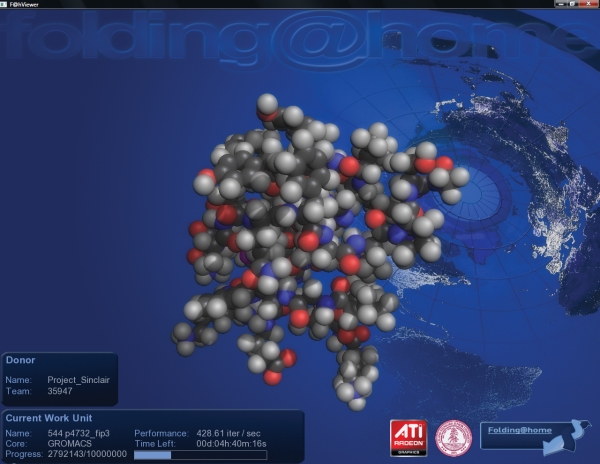 F@hViewer
folding@home
Donor
Name: Project_Sinclair
Team: 35947
Current Work Unit
Name: 544 p4732_fip3 Performance: 428.61 iter / sec
Core: GROMACS Time Left: 00d:04h:40m:16s
Progress: 2792143/10000000
ATI
RADEON
GRAPHICS
Folding@home